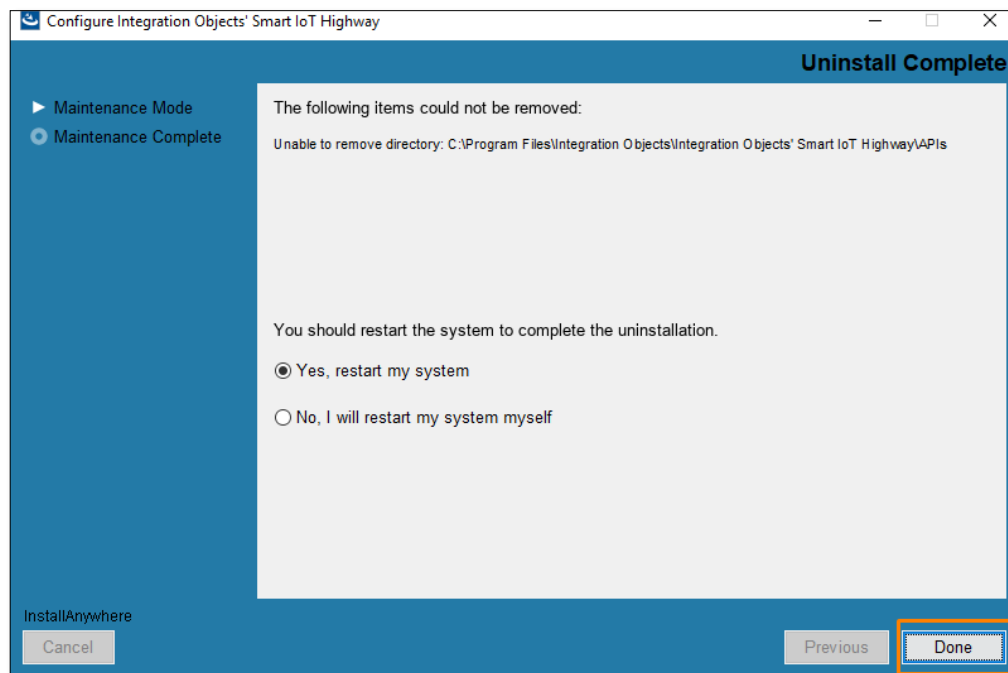 Configure Integration Objects' Smart IoT Highway
Uninstall Complete
Maintenance Mode
Maintenance Complete
The following items could not be removed:
Unable to remove directory: C:\Program Files\Integration Objects\Integration Objects' Smart IoT Highway\APIs
You should restart the system to complete the uninstallation.
Yes, restart my system
No, I will restart my system myself
InstallAnywhere
Cancel
Previous
Done